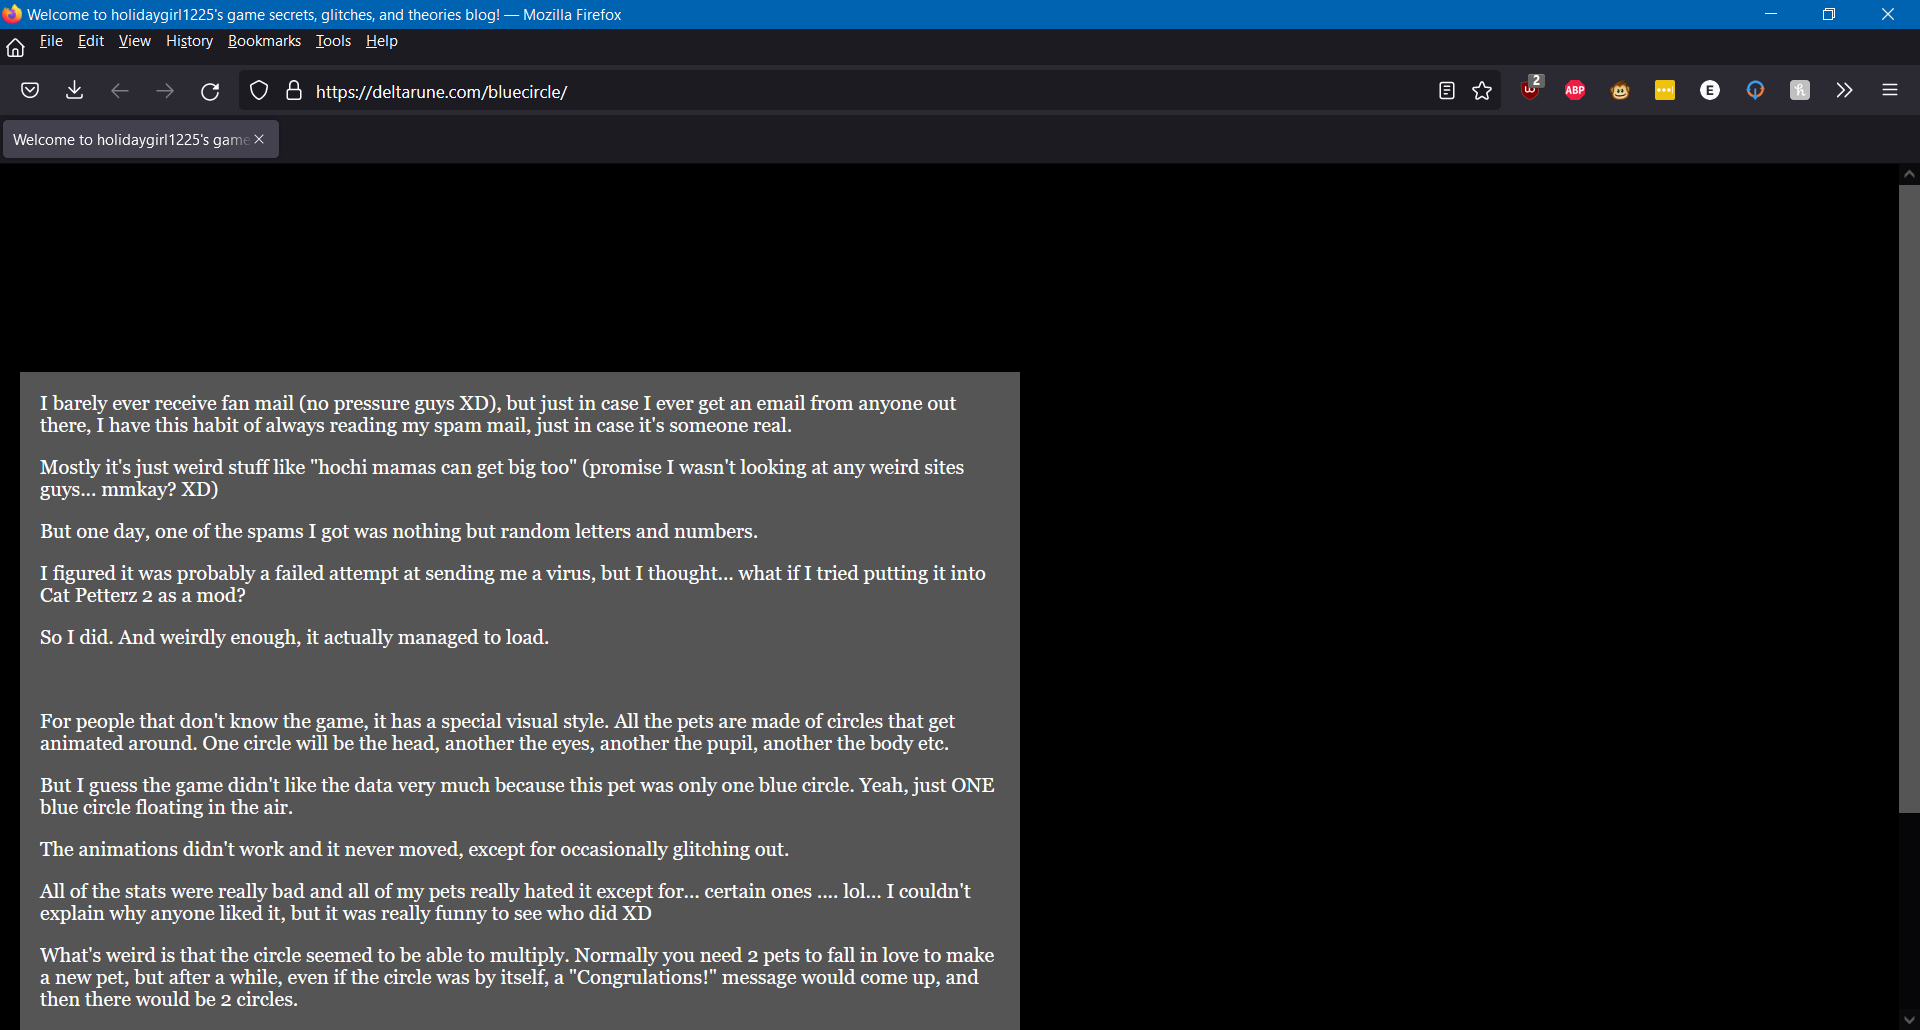 Welcome to holidaygirl1225's game secrets, glitches, and theories blog! — Mozilla Firefox
File Edit View History Bookmarks Tools Help
https://deltarune.com/bluecircle/
2
ABP
E
Welcome to holidaygirl1225's game
I barely ever receive fan mail (no pressure guys XD), but just in case I ever get an email from anyone out
there, I have this habit of always reading my spam mail, just in case it's someone real.
Mostly it's just weird stuff like "hochi mamas can get big too" (promise I wasn't looking at any weird sites
guys... mmkay? XD)
But one day, one of the spams I got was nothing but random letters and numbers.
I figured it was probably a failed attempt at sending me a virus, but I thought... what if I tried putting it into
Cat Petterz 2 as a mod?
So I did. And weirdly enough, it actually managed to load.
For people that don't know the game, it has a special visual style. All the pets are made of circles that get
animated around. One circle will be the head, another the eyes, another the pupil, another the body etc.
But I guess the game didn't like the data very much because this pet was only one blue circle. Yeah, just ONE
blue circle floating in the air.
The animations didn't work and it never moved, except for occasionally glitching out.
All of the stats were really bad and all of my pets really hated it except for... certain ones .... lol... I couldn't
explain why anyone liked it, but it was really funny to see who did XD
What's weird is that the circle seemed to be able to multiply. Normally you need 2 pets to fall in love to make
a new pet, but after a while, even if the circle was by itself, a "Congrulations!" message would come up, and
then there would be 2 circles.